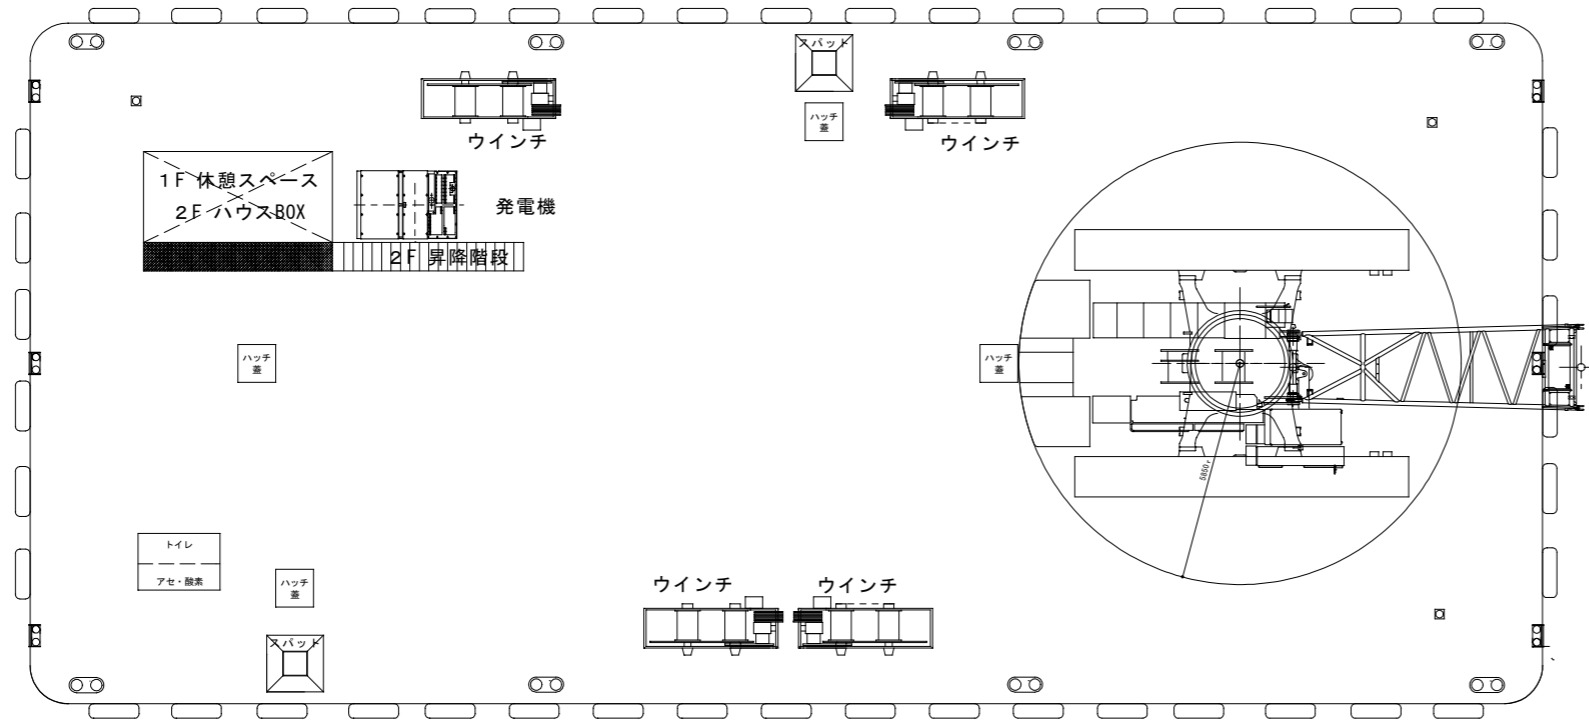 スパット
ハッチ
蓋
ウインチ
ウインチ
1F 休憩スペース
2F ハウスBOX
発電機
2F 昇降階段
ハッチ
蓋
ハッチ
蓋
5850r
トイレ
アセ・酸素
ハッチ
蓋
ウインチ
ウインチ
スパット